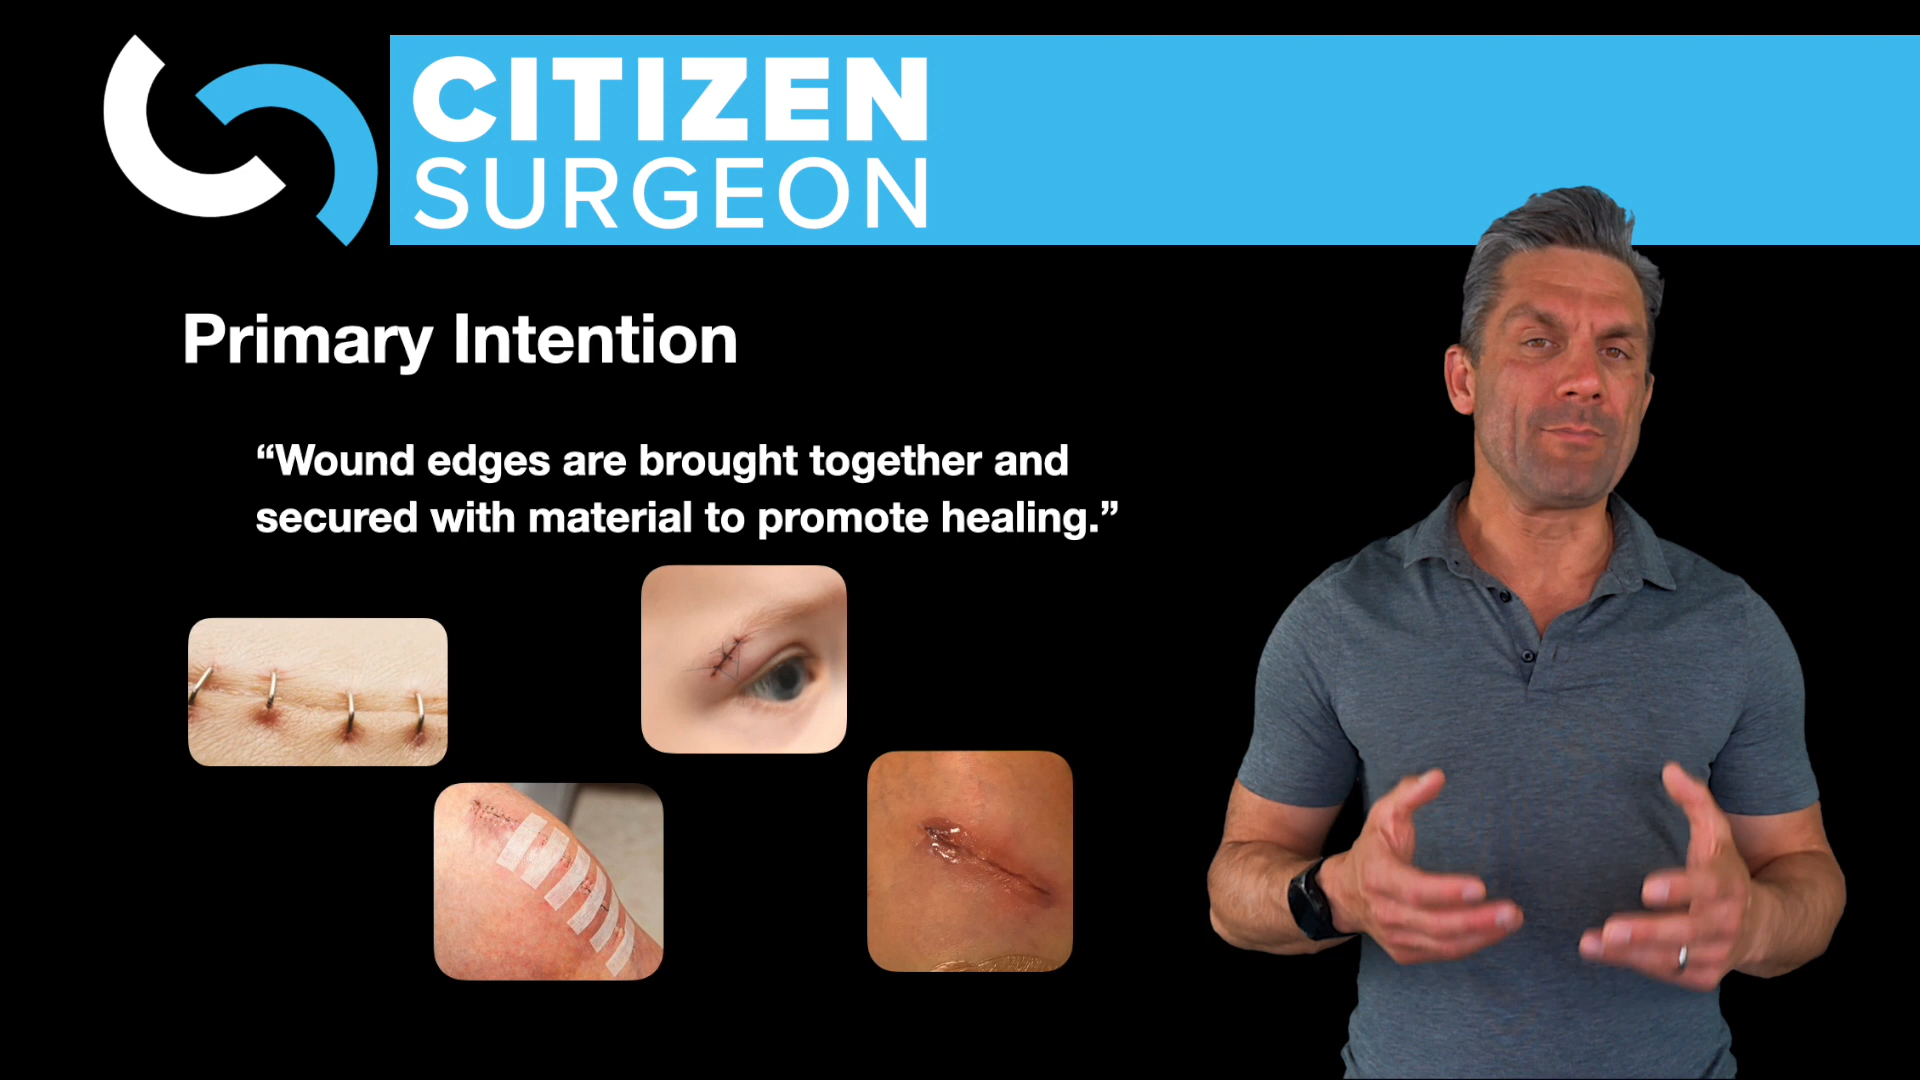 CITIZEN
SURGEON
Primary Intention
“Wound edges are brought together and
secured with material to promote healing.”